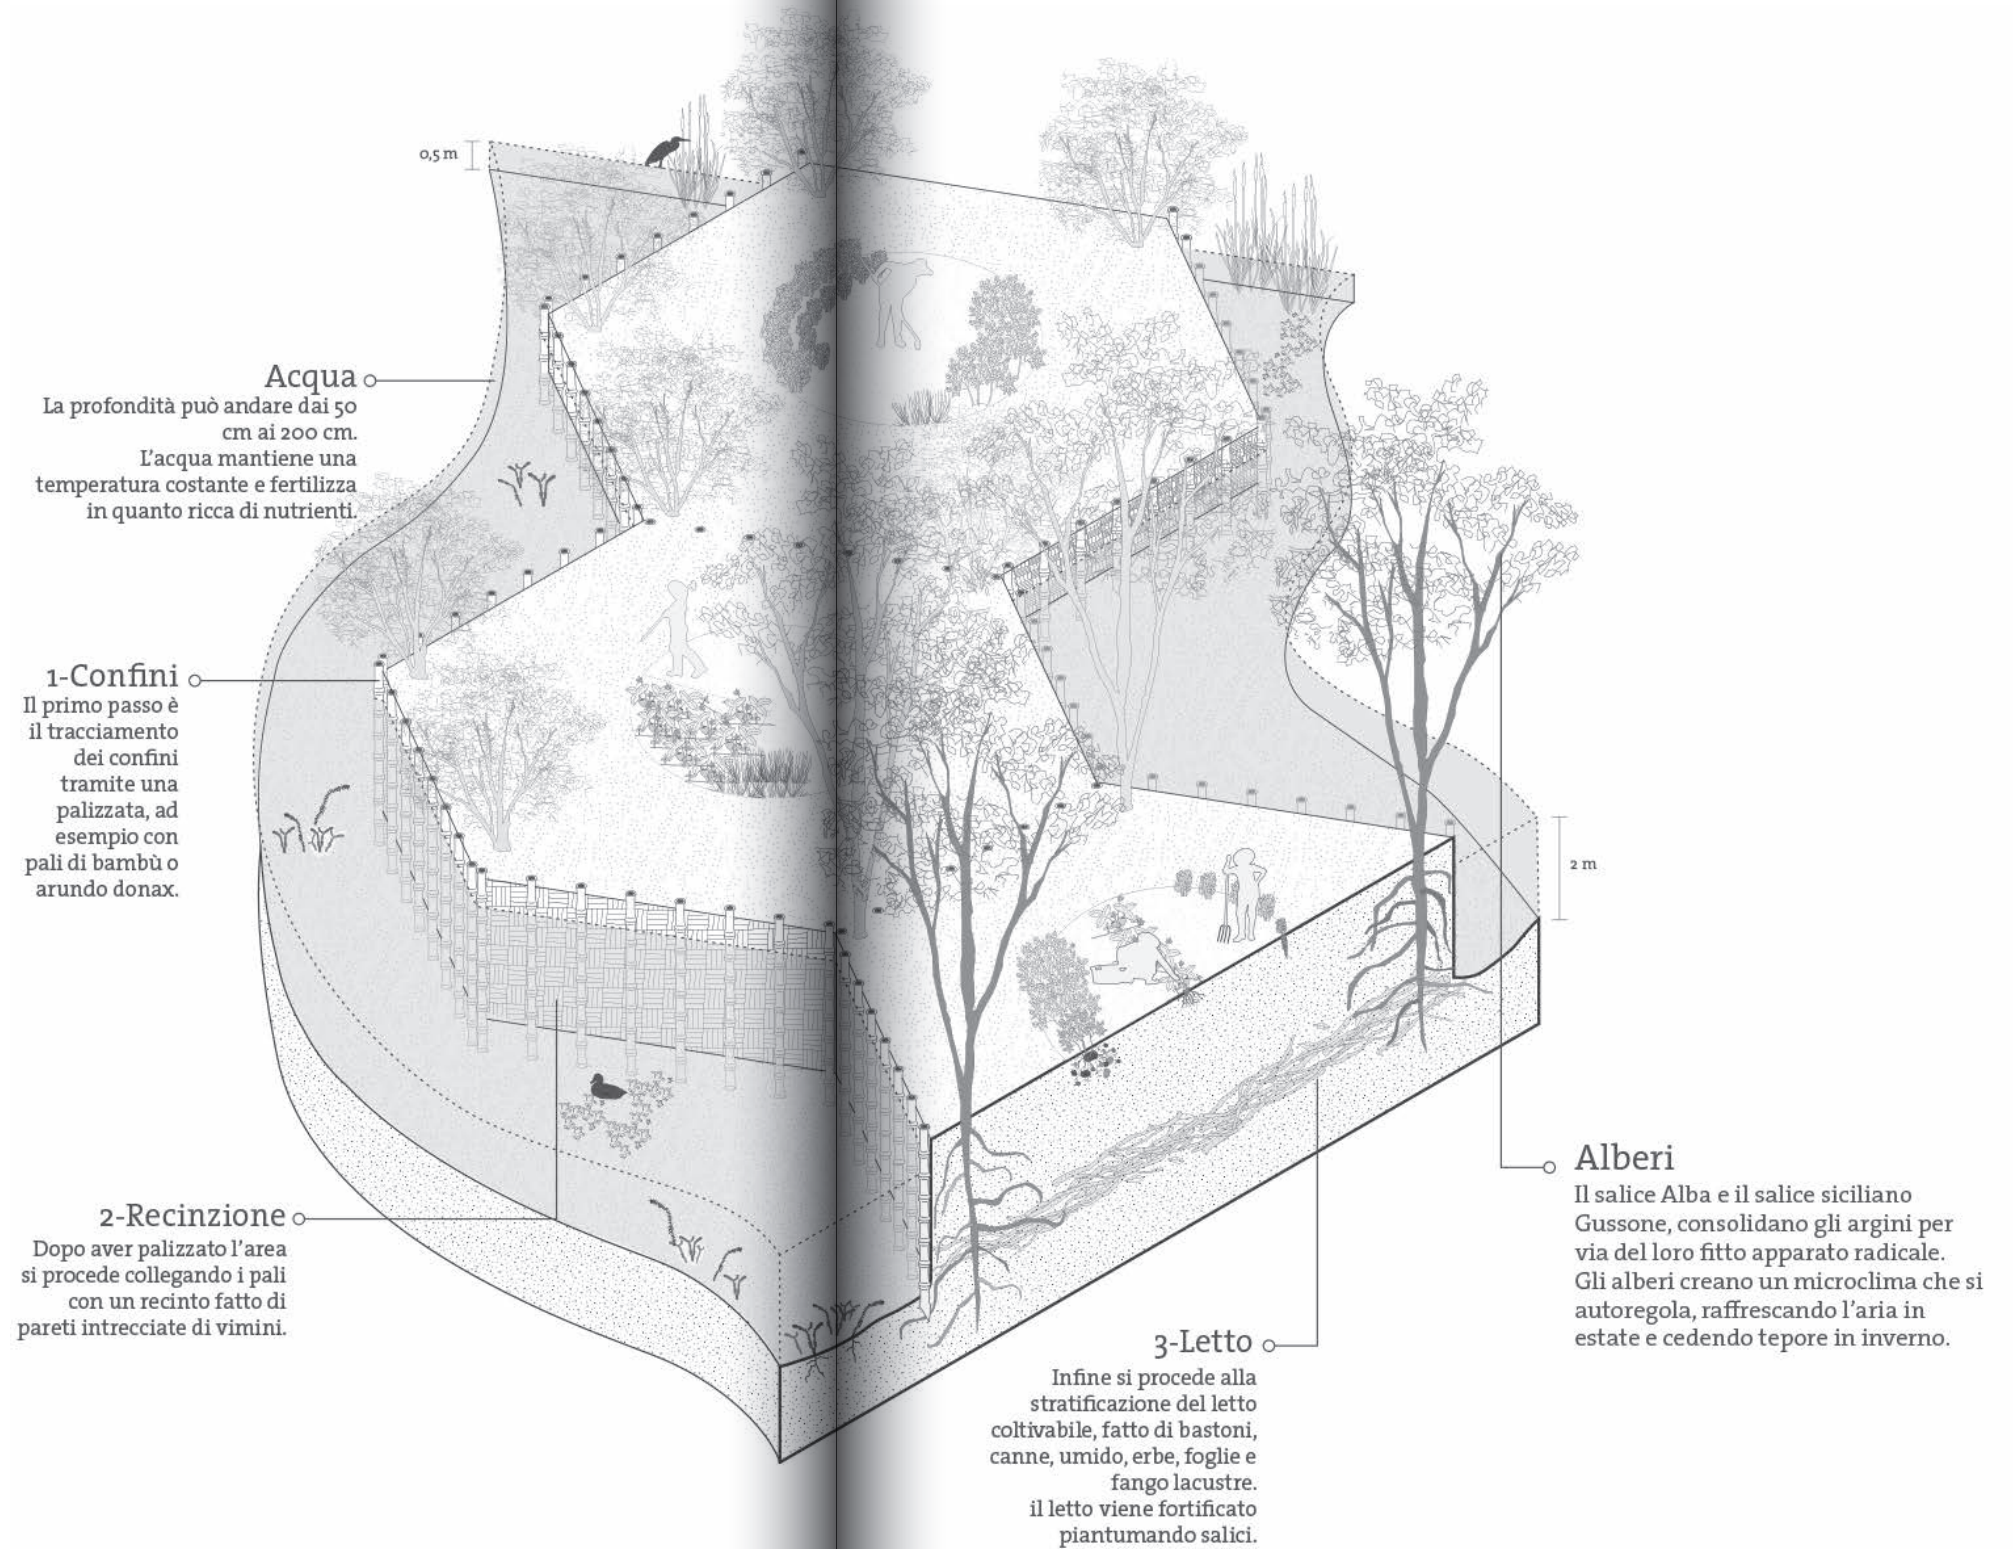 0,5 m
Acqua
La profondità può andare dai 50
cm ai 200 cm.
L'acqua mantiene una
temperatura costante e fertilizza
in quanto ricca di nutrienti.
1-Confini
Il primo passo è
il tracciamento
dei confini
tramite una
palizzata, ad
esempio con
pali di bambù o
arundo donax.
2-Recinzione
Dopo aver palizzato l'area
si procede collegando i pali
con un recinto fatto di
pareti intrecciate di vimini.
2 m
3-Letto
Infine si procede alla
stratificazione del letto
coltivabile, fatto di bastoni,
canne, umido, erbe, foglie e
fango lacustre.
il letto viene fortificato
piantumando salici.
Alberi
Il salice Alba e il salice siciliano
Gussone, consolidano gli argini per
via del loro fitto apparato radicale.
Gli alberi creano un microclima che si
autoregola, raffrescando l'aria in
estate e cedendo tepore in inverno.